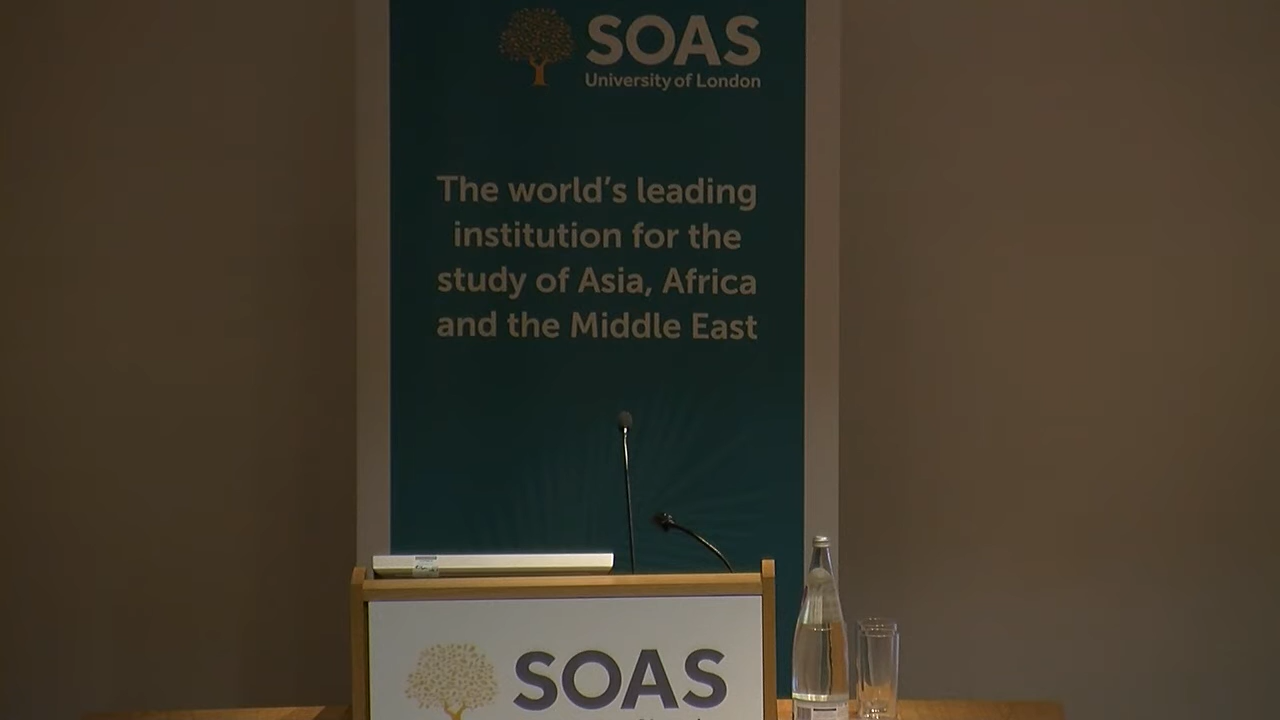 SOAS
University of London
The world's leading
institution for the
study of Asia, Africa
and the Middle East
SOAS